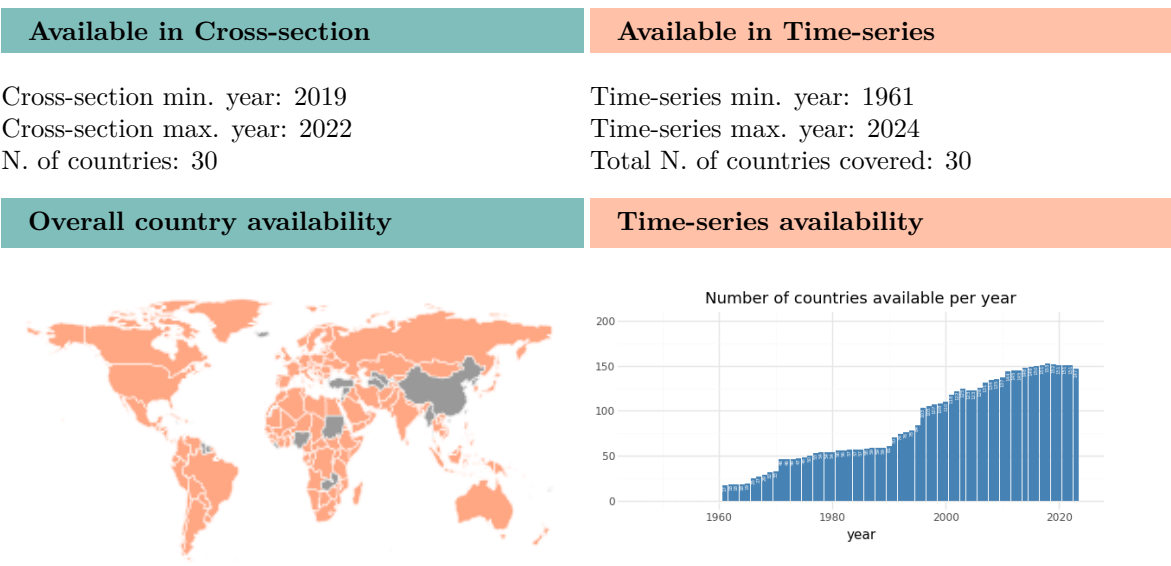 Available in Cross-section
Available in Time-series
Cross-section min. year: 2019
Cross-section max. year: 2022
N. of countries: 30
Time-series min. year: 1961
Time-series max. year: 2024
Total N. of countries covered: 30
Overall country availability
Time-series availability
Number of countries available per year
200
150
100
50
0
1960
1980
2000
2020
year